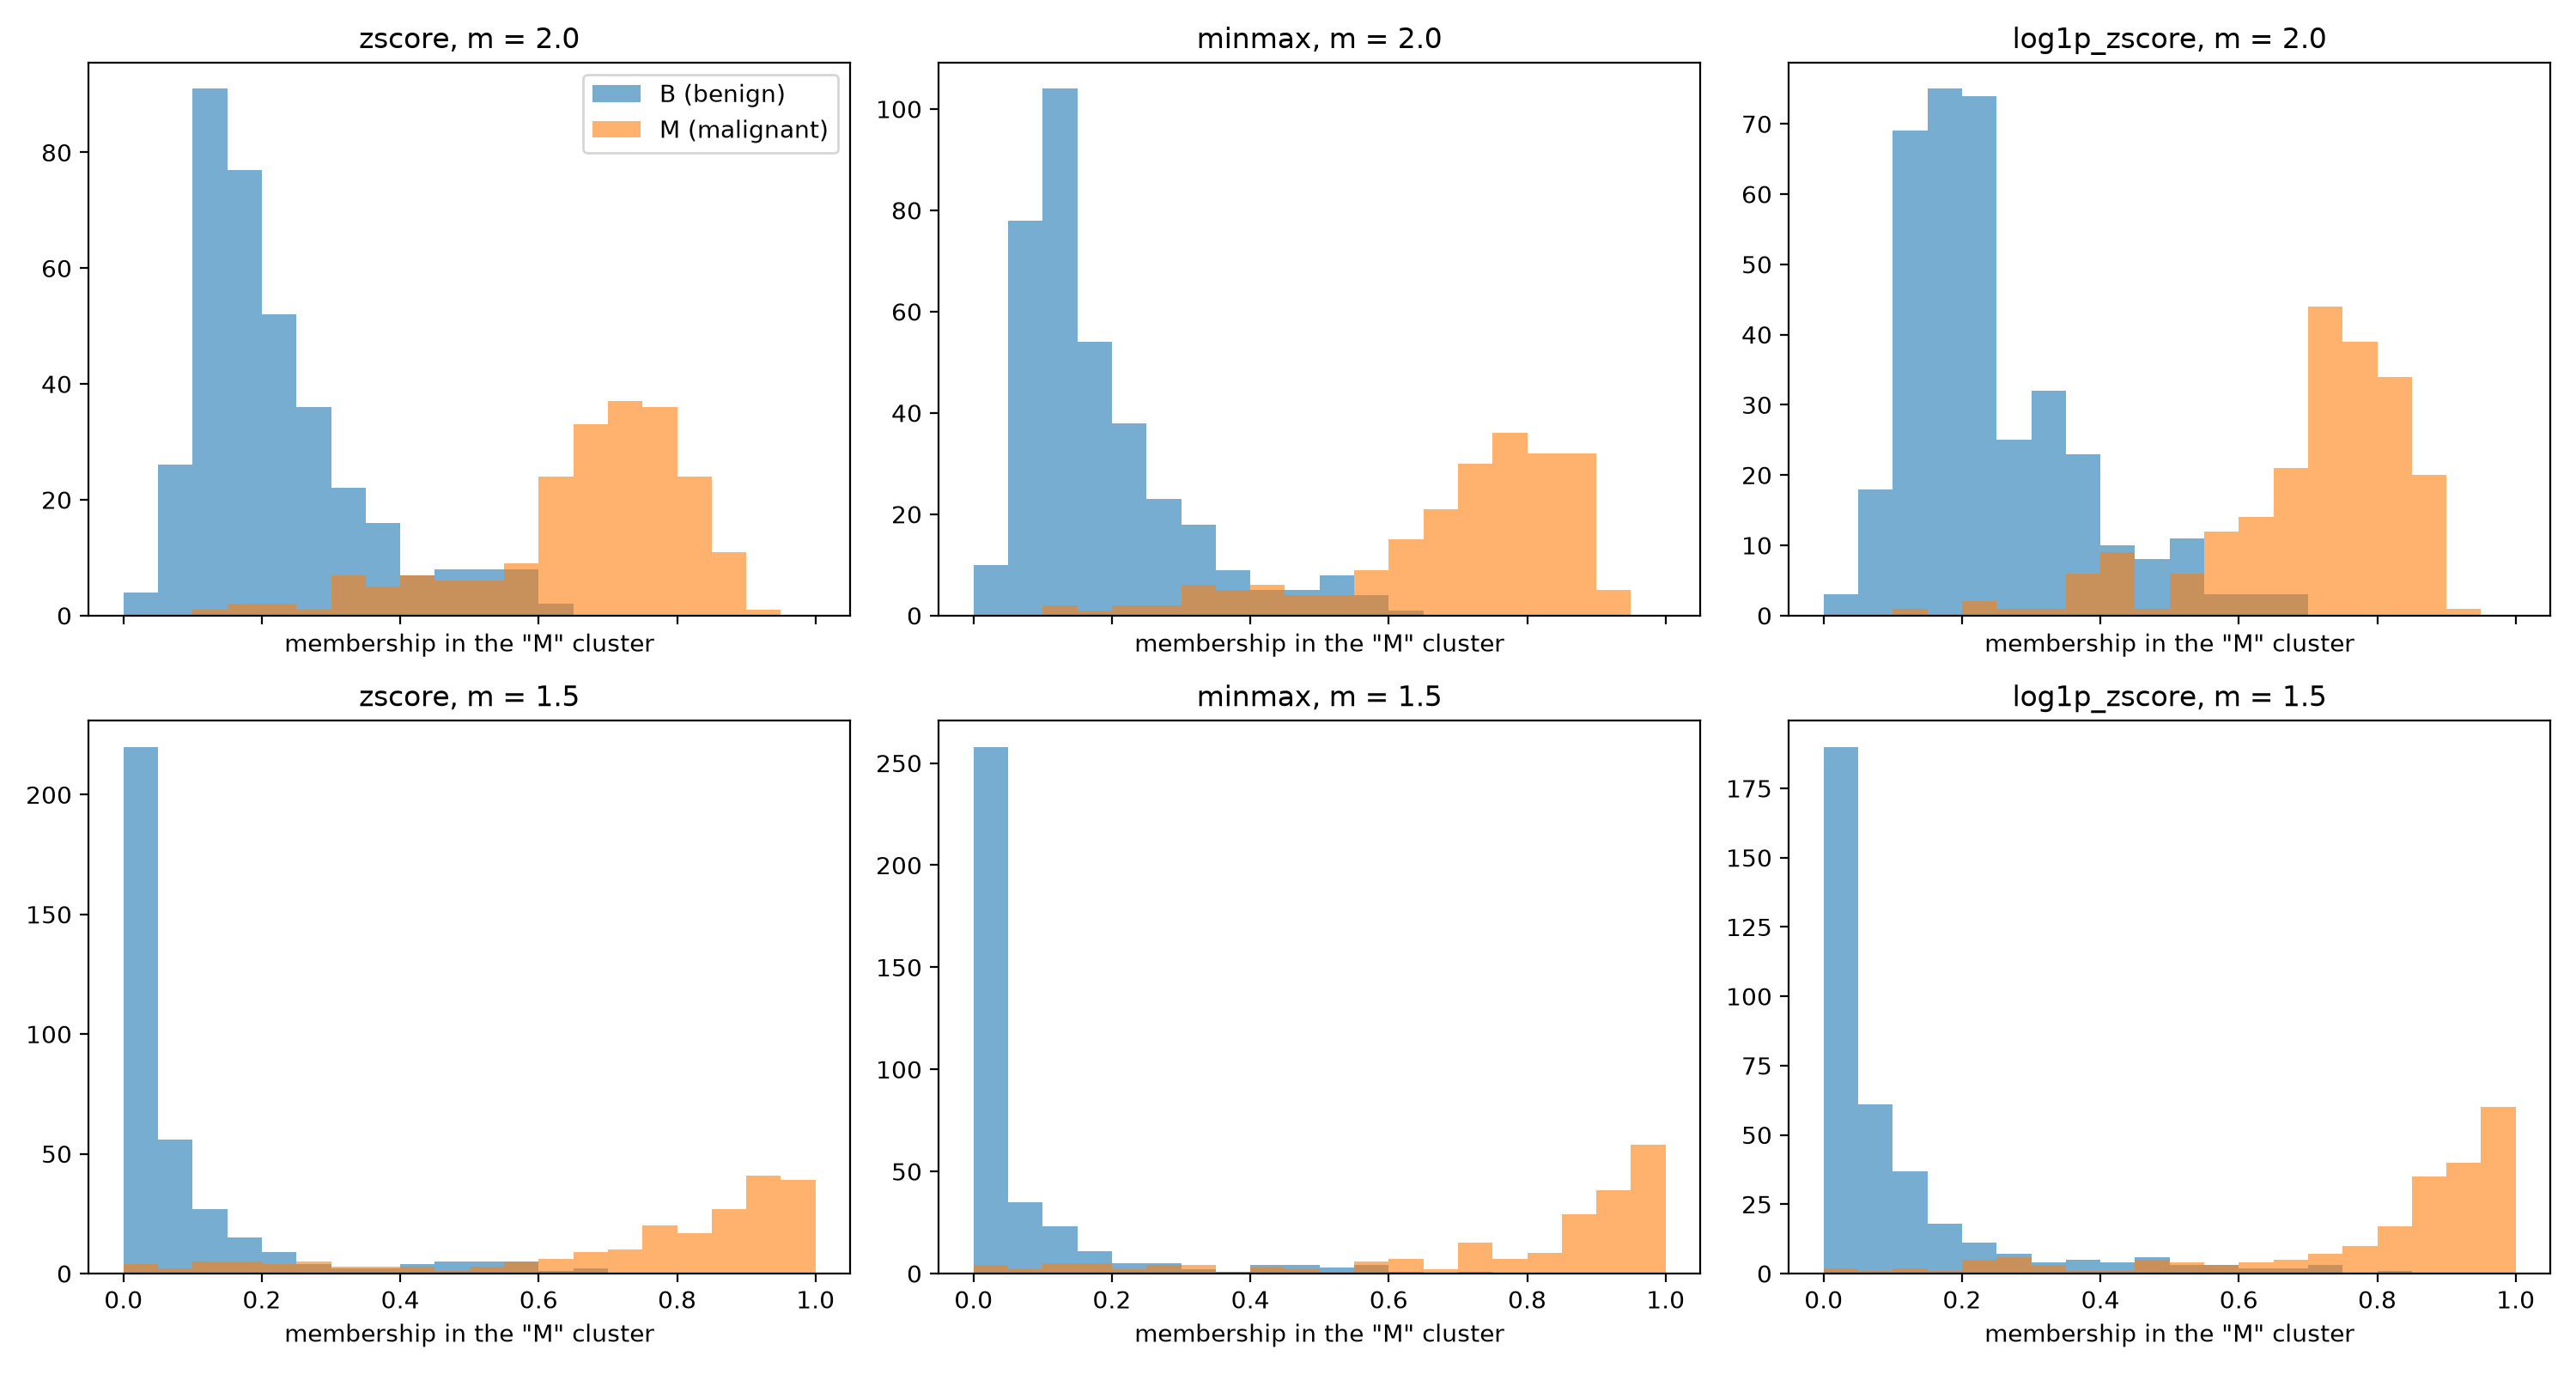 zscore, m = 2.0
80
60
40
20
0
B (benign)
M (malignant)
membership in the "M" cluster
minmax, m = 2.0
100
80
60
40
20
0
membership in the "M" cluster
log1p_zscore, m = 2.0
70
60
50
40
30
20
10
0
membership in the "M" cluster
zscore, m = 1.5
200
150
100
50
0
0.0 0.2 0.4 0.6 0.8 1.0
membership in the "M" cluster
minmax, m = 1.5
250
200
150
100
50
0
0.0 0.2 0.4 0.6 0.8 1.0
membership in the "M" cluster
log1p_zscore, m = 1.5
175
150
125
100
75
50
25
0
0.0 0.2 0.4 0.6 0.8 1.0
membership in the "M" cluster